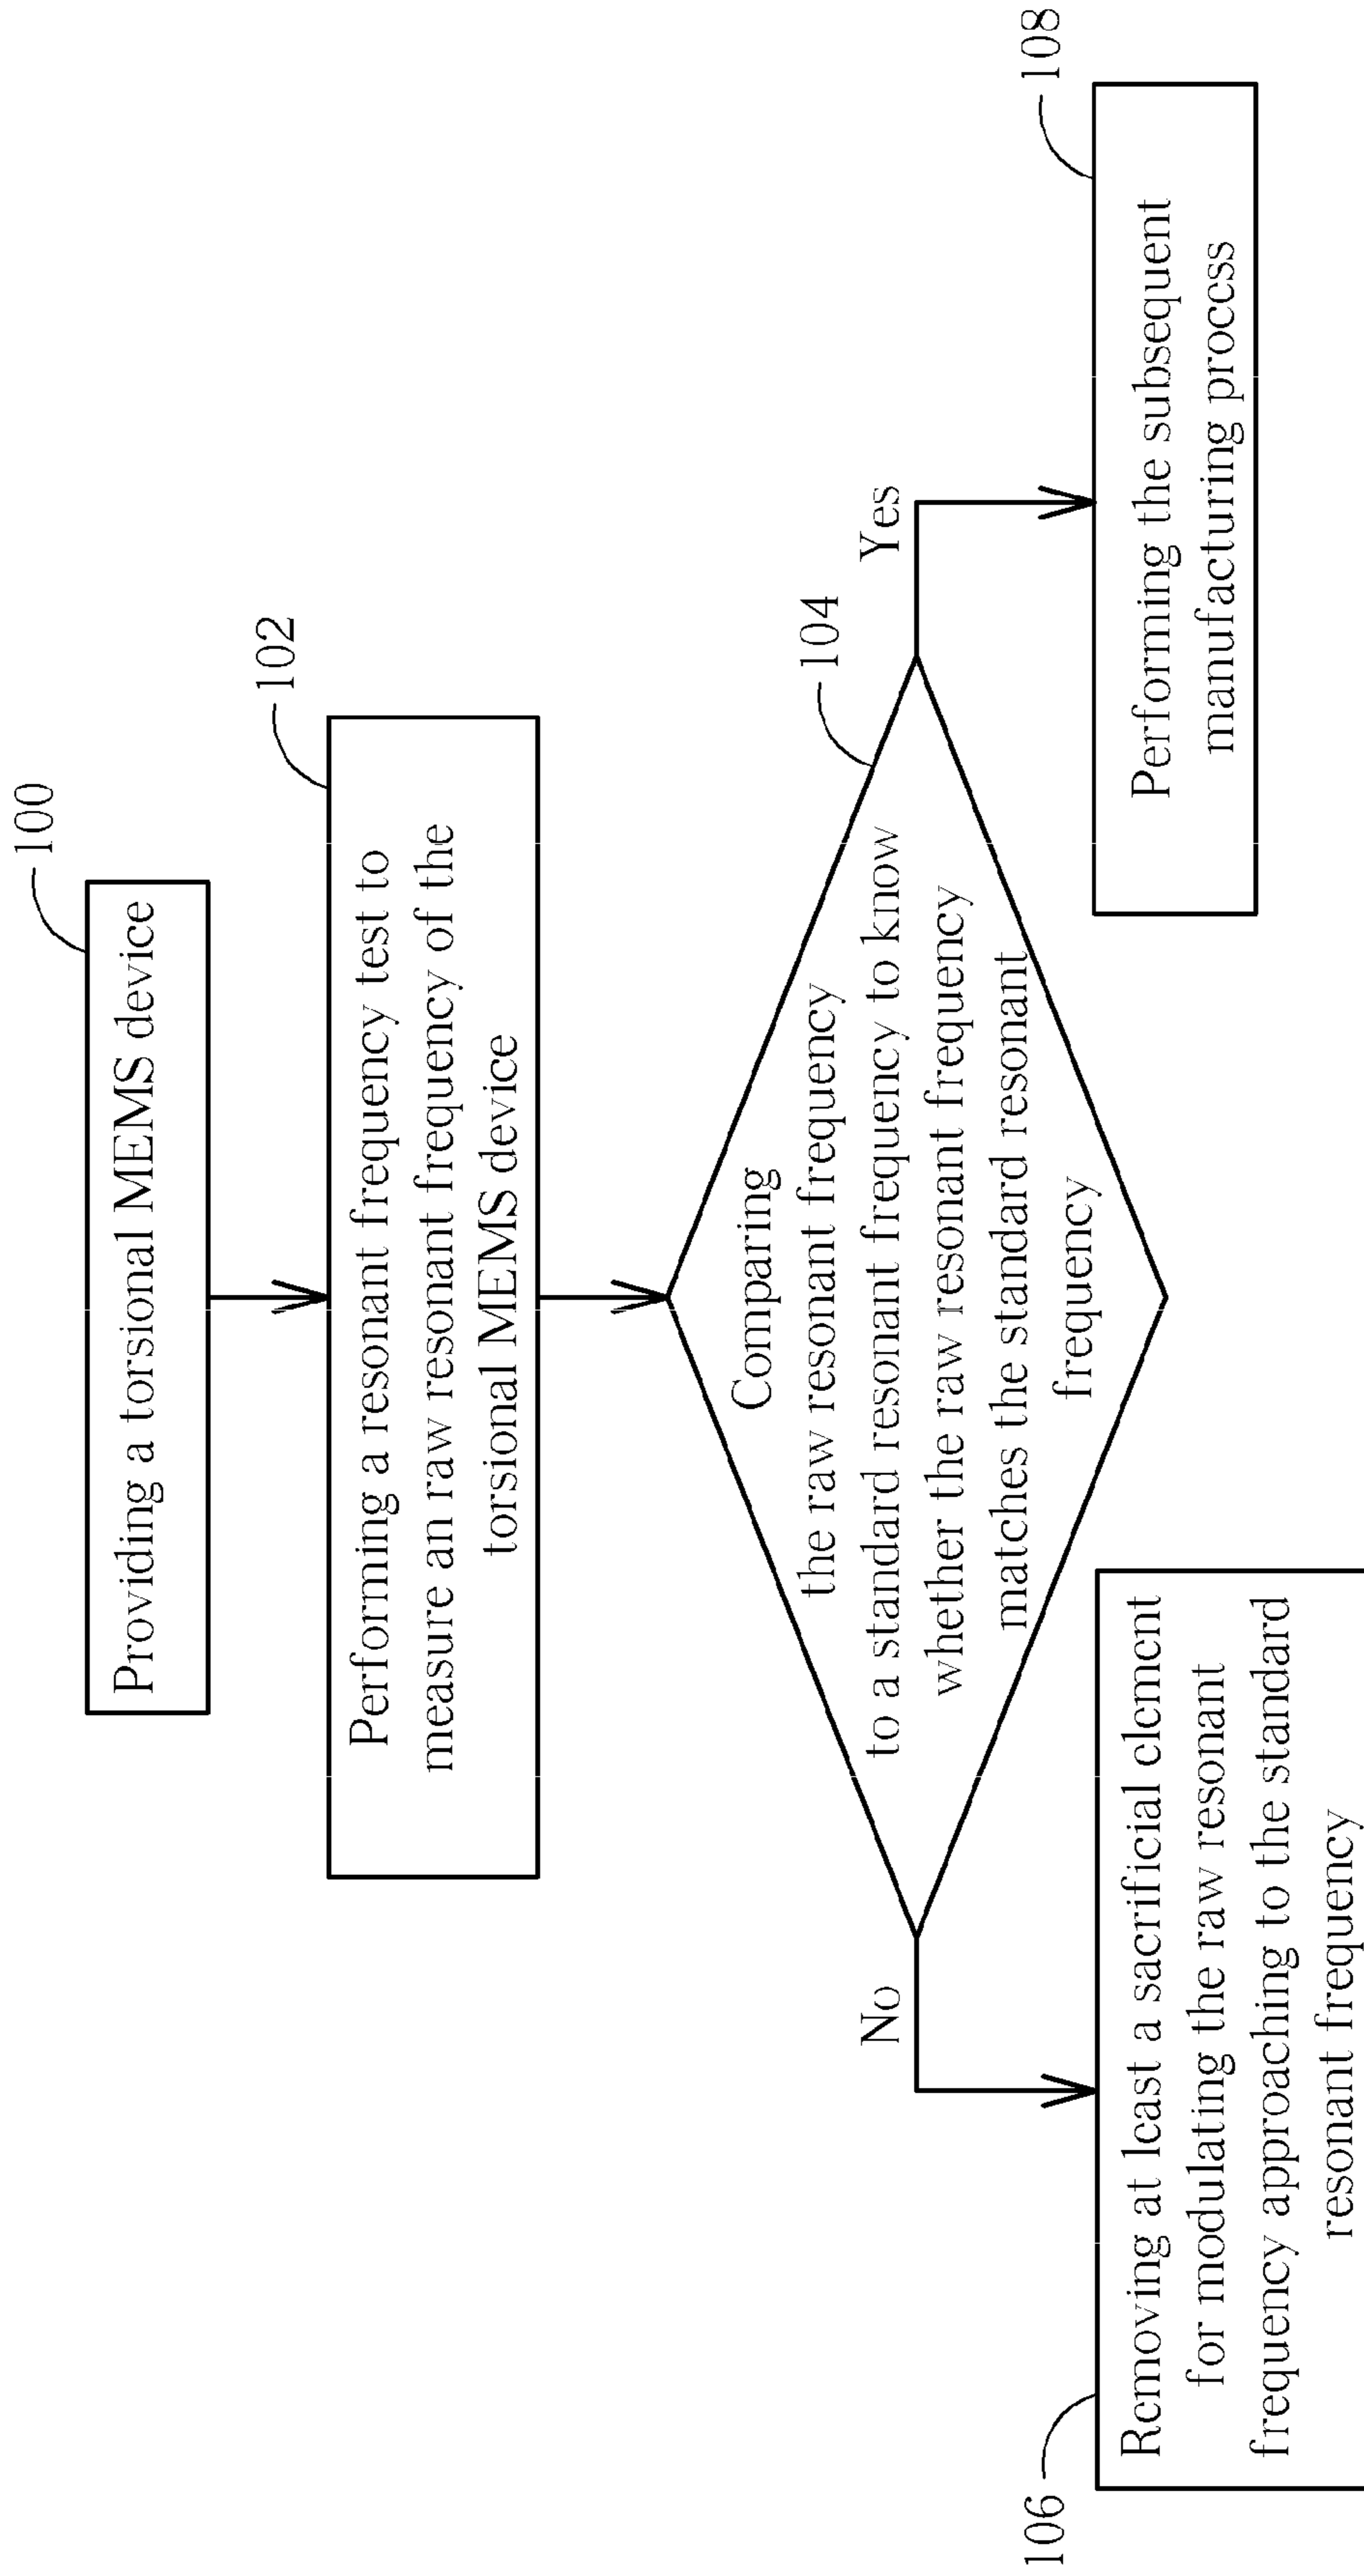 100
Providing a torsional MEMS device
102
Performing a resonant frequency test to
measure an raw resonant frequency of the
torsional MEMS device
104
Comparing
the raw resonant frequency
to a standard resonant frequency to know
whether the raw resonant frequency
matches the standard resonant
frequency
No
Yes
106
Removing at least a sacrificial element
for modulating the raw resonant
frequency approaching to the standard
resonant frequency
108
Performing the subsequent
manufacturing process